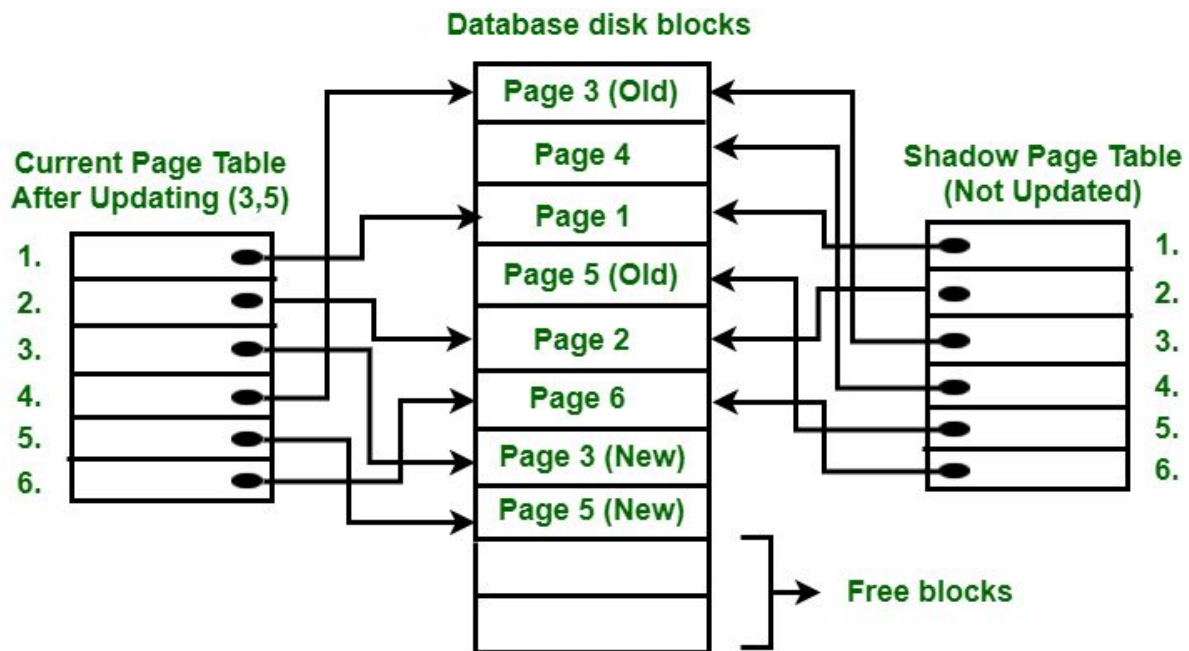 Database disk blocks
Current Page Table
After Updating (3,5)
1.
2.
3.
4.
5.
6.
Page 3 (Old)
Page 4
Page 1
Page 5 (Old)
Page 2
Page 6
Page 3 (New)
Page 5 (New)
Shadow Page Table
(Not Updated)
1.
2.
3.
4.
5.
6.
Free blocks